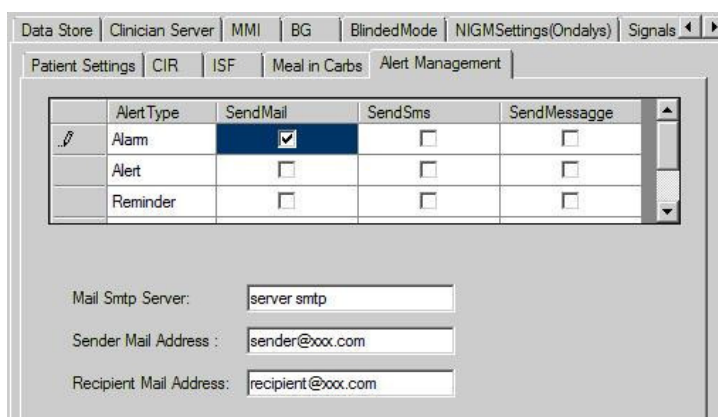 Data Store Clinician Server MMI BG BlindedMode NIGMSettings(Ondalys) Signals
Patient Settings CIR ISF Meal in Carbs Alert Management
AlertType SendMail SendSms SendMessagge
Alarm
Alert
Reminder
Mail Smtp Server: server smtp
Sender Mail Address : sender@xxx.com
Recipient Mail Address: recipient@xxx.com